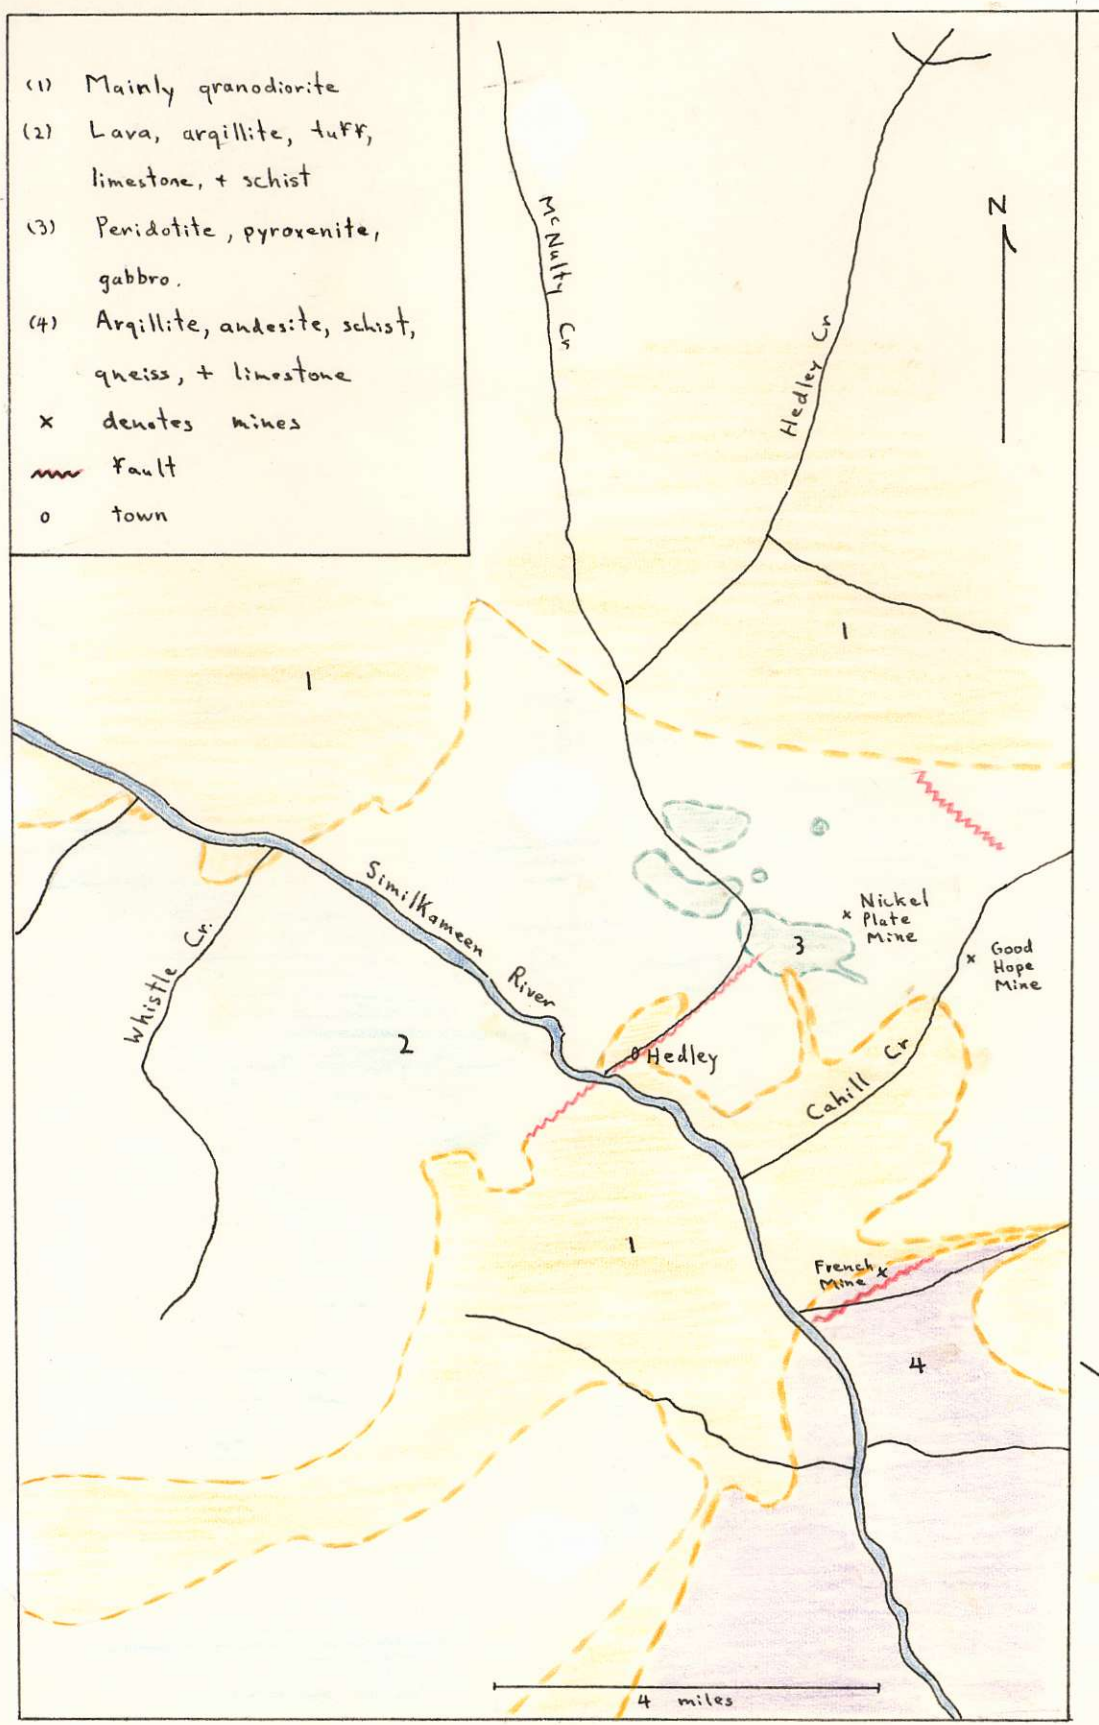 (1) Mainly granodiorite
(2) Lava, argillite, tuff,
limestone, + schist
(3) Peridotite, pyroxenite,
gabbro.
(4) Argillite, andesite, schist,
gneiss, + limestone
x denotes mines
fault
o town
N
McNulty Cr
Hedley Cr
1
1
Similkameen River
Nickel
Plate
Mine
3
Good
Hope
Mine
Whistle Cr.
2
Hedley
Cahill Cr
1
French
Mine
4
4 miles